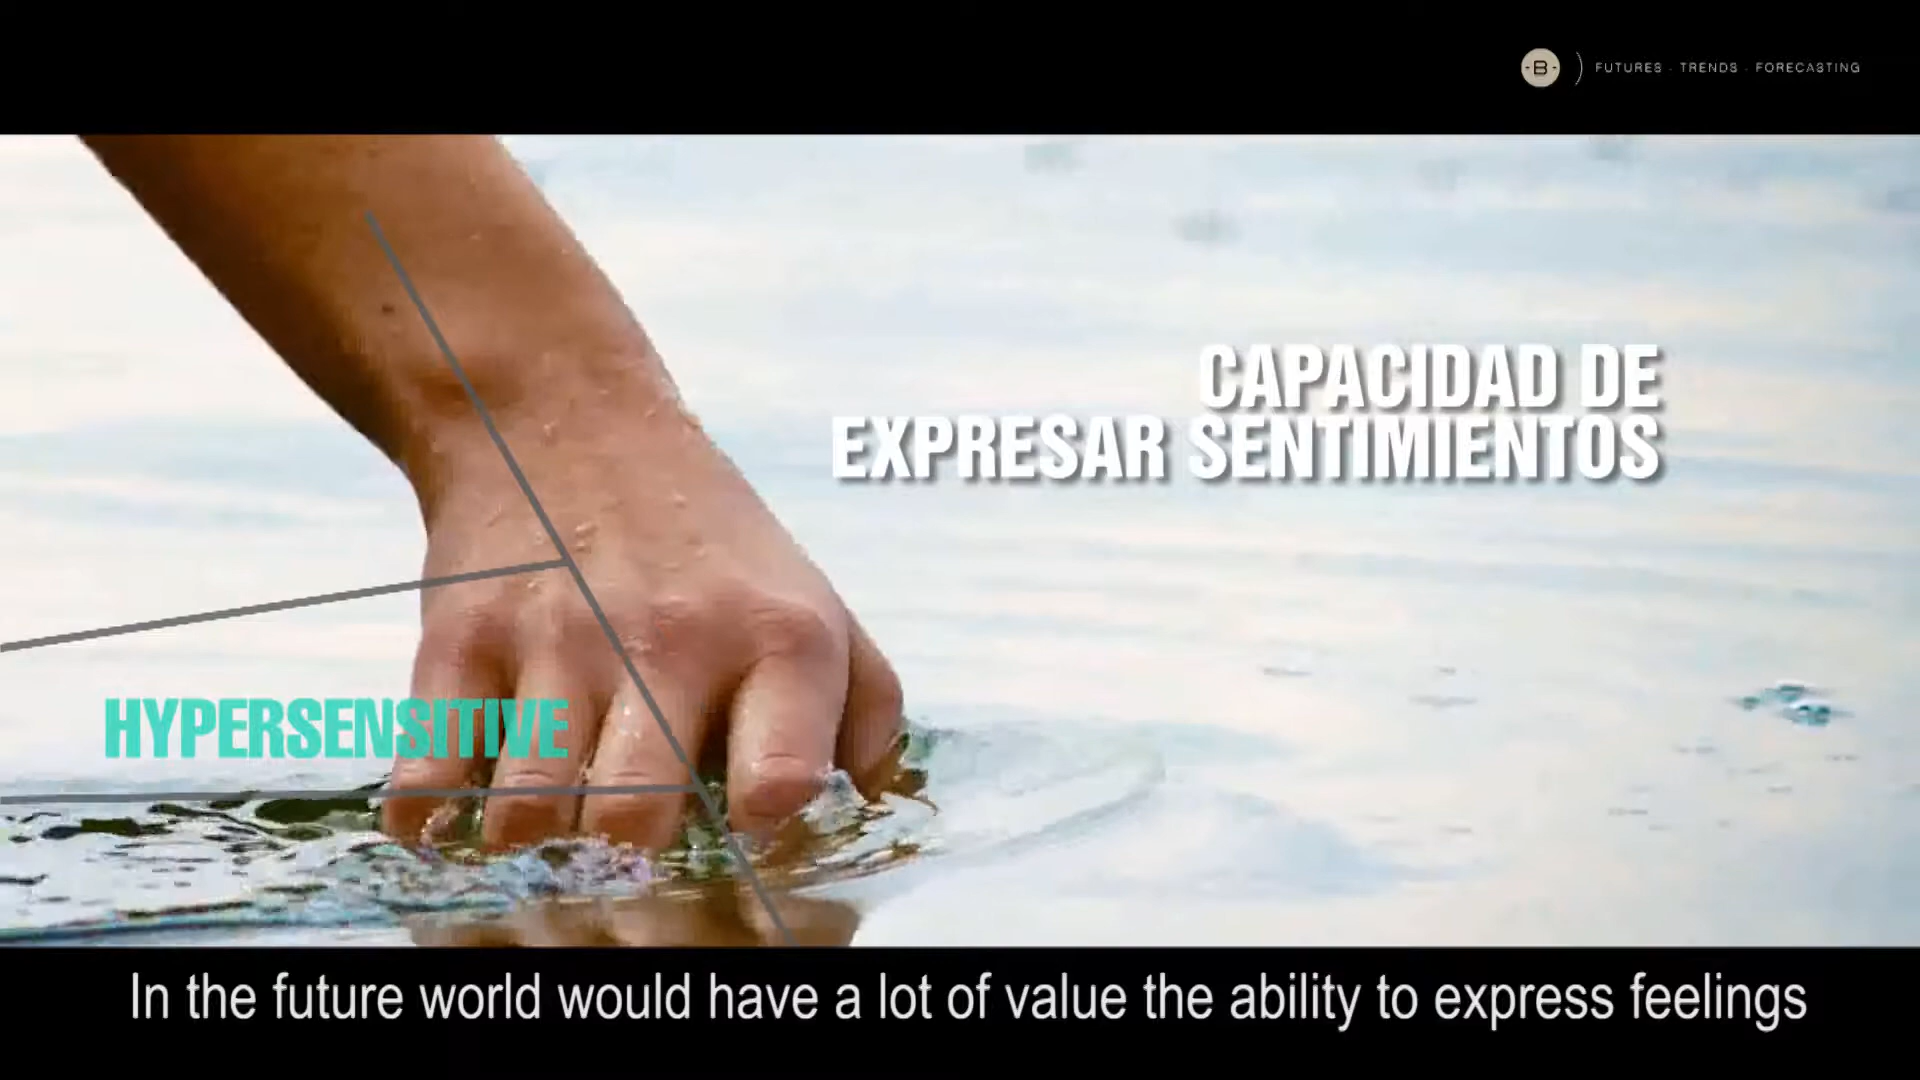 -B- ) FUTURES · TRENDS · FORECASTING
CAPACIDAD DE
EXPRESAR SENTIMIENTOS
HYPERSENSITIVE
In the future world would have a lot of value the ability to express feelings